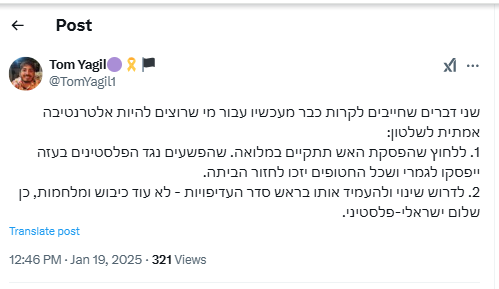 Post
Tom Yagil
@TomYagil1
שני דברים שחייבים לקרות כבר מעכשיו עבור מי שרוצים להיות אלטרנטיבה
אמתית לשלטון:
1. ללחוץ שהפסקת האש תתקיים במלואה. שהפשעים נגד הפלסטינים בעזה
ייפסקו לגמרי ושכל החטופים יזכו לחזור הביתה.
2. לדרוש שינוי ולהעמיד אותו בראש סדר העדיפויות - לא עוד כיבוש ומלחמות, כן
שלום ישראלי-פלסטיני.
Translate post
12:46 PM · Jan 19, 2025 · 321 Views